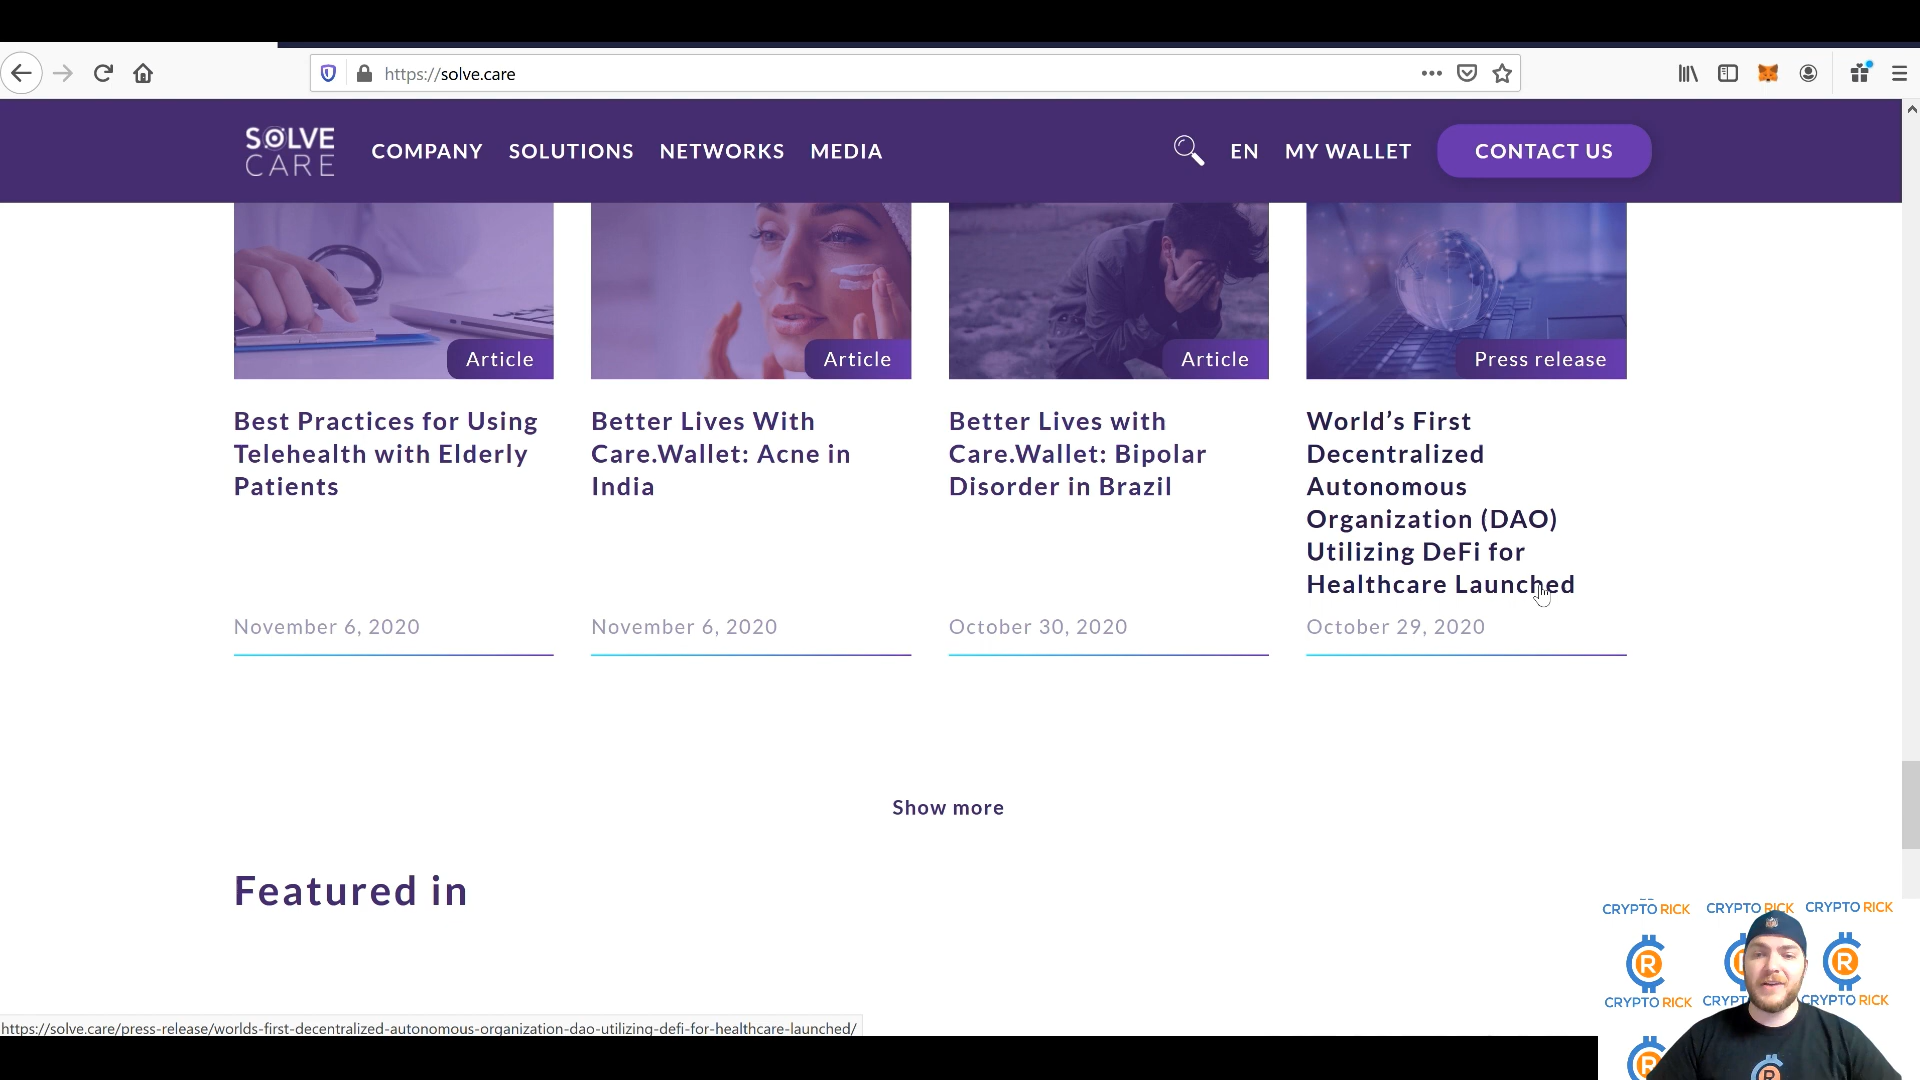 https://solve.care
SOLVE
CARE
COMPANY
SOLUTIONS
NETWORKS
MEDIA
EN
MY WALLET
CONTACT US
Article
Article
Article
Press release
Best Practices for Using
Telehealth with Elderly
Patients
November 6, 2020
Better Lives With
Care.Wallet: Acne in
India
November 6, 2020
Better Lives with
Care.Wallet: Bipolar
Disorder in Brazil
October 30, 2020
World’s First
Decentralized
Autonomous
Organization (DAO)
Utilizing DeFi for
Healthcare Launched
October 29, 2020
Show more
Featured in
CRYPTO RICK
CRYPTO RICK
CRYPTO RICK
R
R
CRYPTO RICK
CRYPTO RICK
R
R
https://solve.care/press-release/worlds-first-decentralized-autonomous-organization-dao-utilizing-defi-for-healthcare-launched/